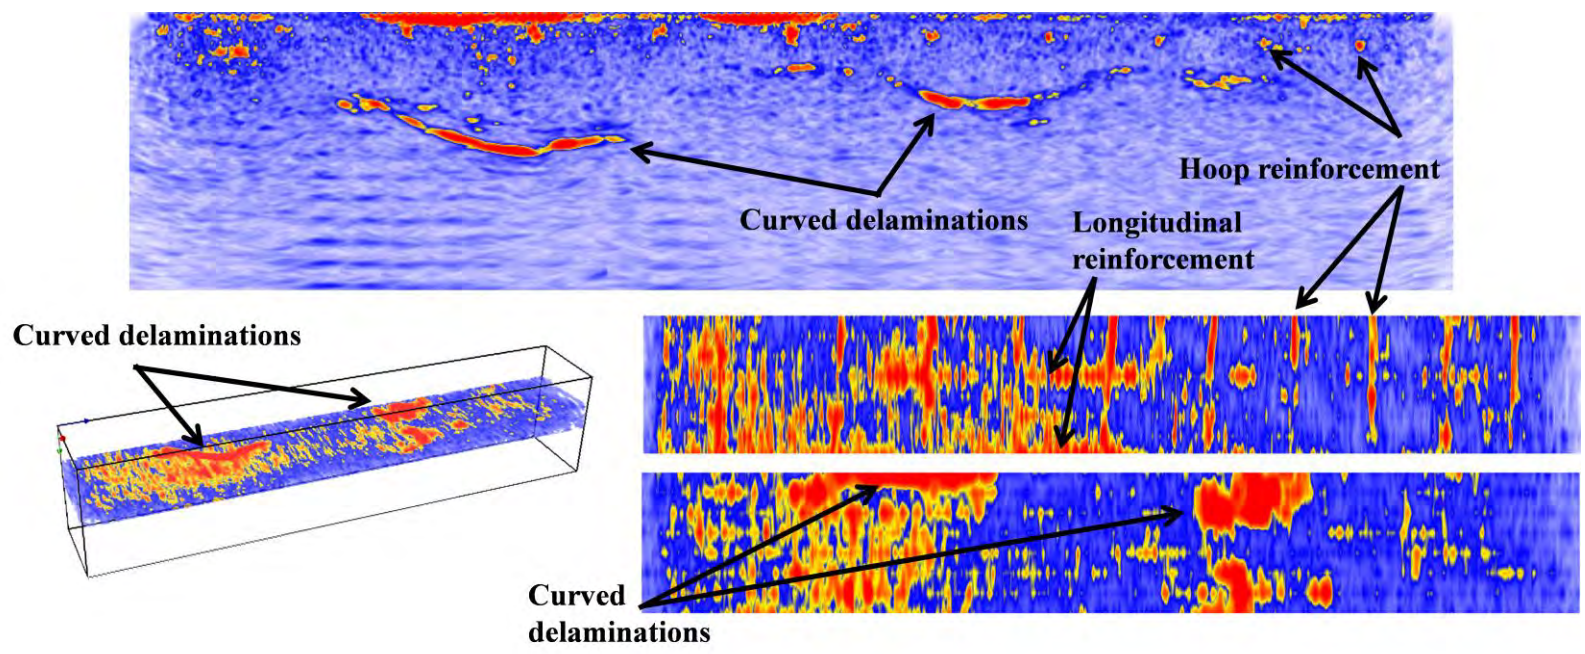 Hoop reinforcement
Curved delaminations
Longitudinal
reinforcement
Curved delaminations
Curved
delaminations